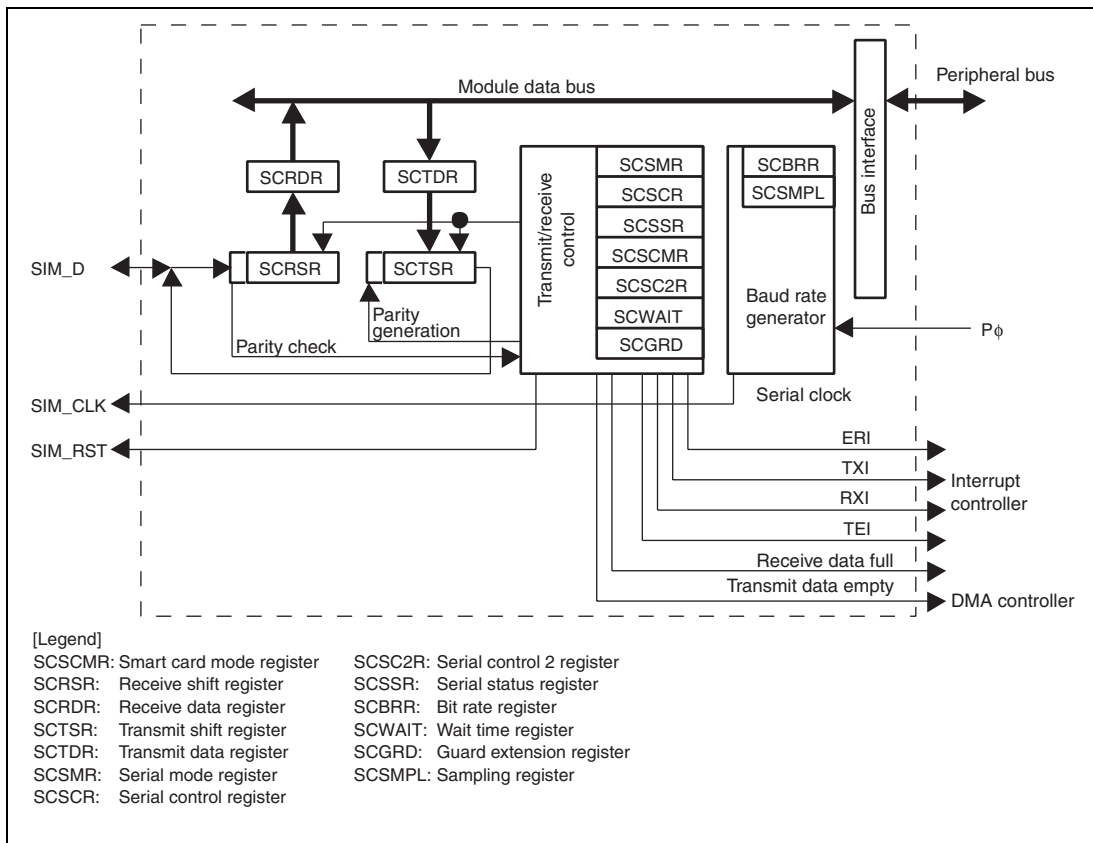 Module data bus
Peripheral bus
Bus interface
SCRDR
SCTDR
Transmit/receive
control
SCSMR
SCSCR
SCSSR
SCSCMR
SCSC2R
SCWAIT
SCGRD
SCBRR
SCSMPL
Baud rate
generator
SIM_D
SCRSR
SCTSR
Parity
generation
Parity check
Pϕ
SIM_CLK
Serial clock
SIM_RST
ERI
TXI
RXI
TEI
Interrupt
controller
Receive data full
Transmit data empty
DMA controller
[Legend]
SCSCMR: Smart card mode register
SCRSR: Receive shift register
SCRDR: Receive data register
SCTSR: Transmit shift register
SCTDR: Transmit data register
SCSMR: Serial mode register
SCSCR: Serial control register
SCSC2R: Serial control 2 register
SCSSR: Serial status register
SCBRR: Bit rate register
SCWAIT: Wait time register
SCGRD: Guard extension register
SCSMPL: Sampling register